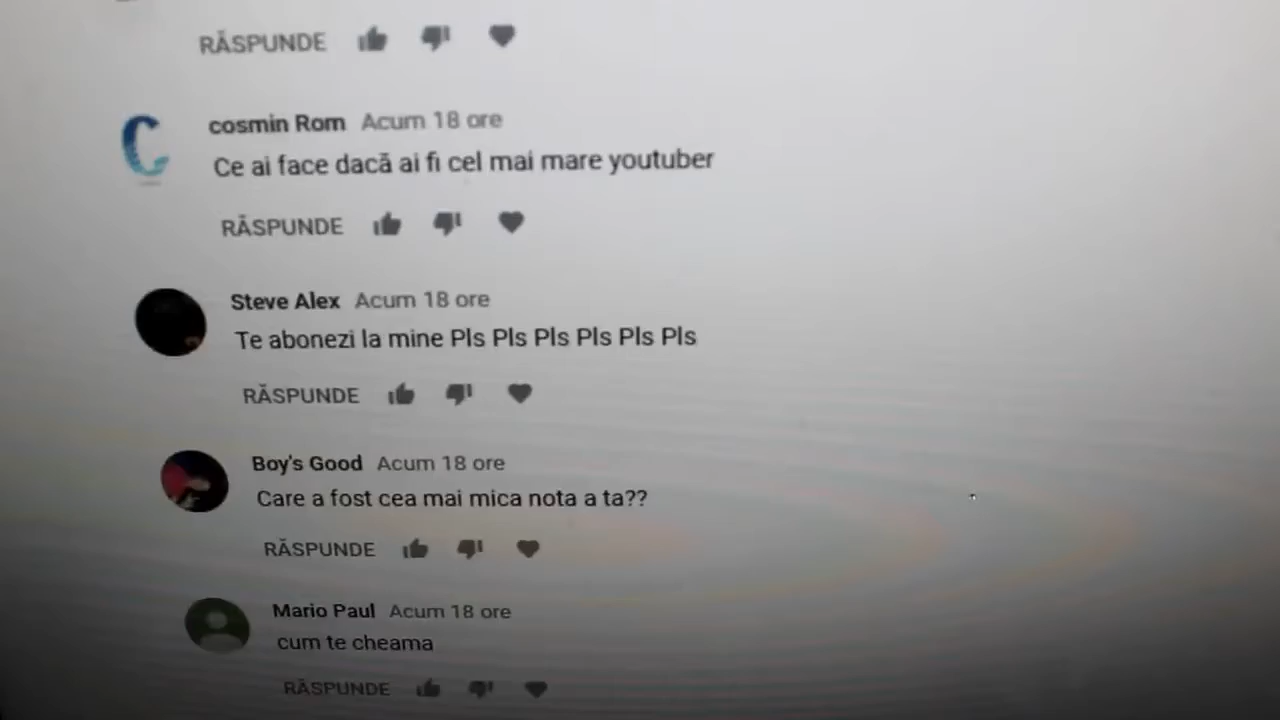 RĂSPUNDE
cosmin Rom Acum 18 ore
Ce ai face dacă ai fi cel mai mare youtuber
RĂSPUNDE
Steve Alex Acum 18 ore
Te abonezi la mine Pls Pls Pls Pls Pls Pls
RĂSPUNDE
Boy's Good Acum 18 ore
Care a fost cea mai mica nota a ta??
RĂSPUNDE
Mario Paul Acum 18 ore
cum te cheama
RĂSPUNDE